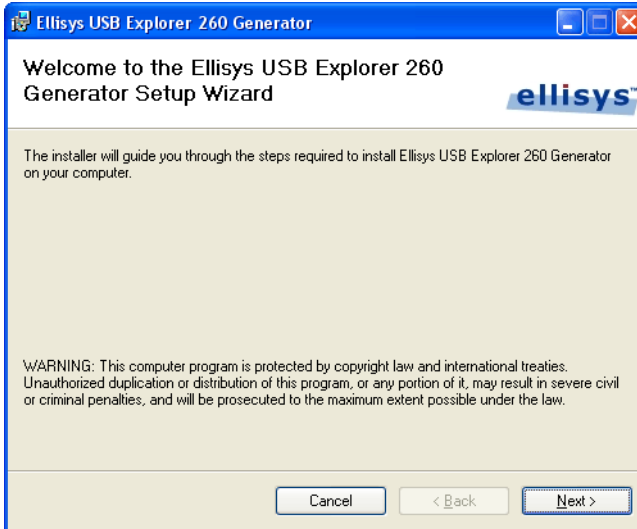 Ellisys USB Explorer 260 Generator
Welcome to the Ellisys USB Explorer 260
Generator Setup Wizard
ellisys™
The installer will guide you through the steps required to install Ellisys USB Explorer 260 Generator
on your computer.
WARNING: This computer program is protected by copyright law and international treaties.
Unauthorized duplication or distribution of this program, or any portion of it, may result in severe civil
or criminal penalties, and will be prosecuted to the maximum extent possible under the law.
Cancel
< Back
Next >